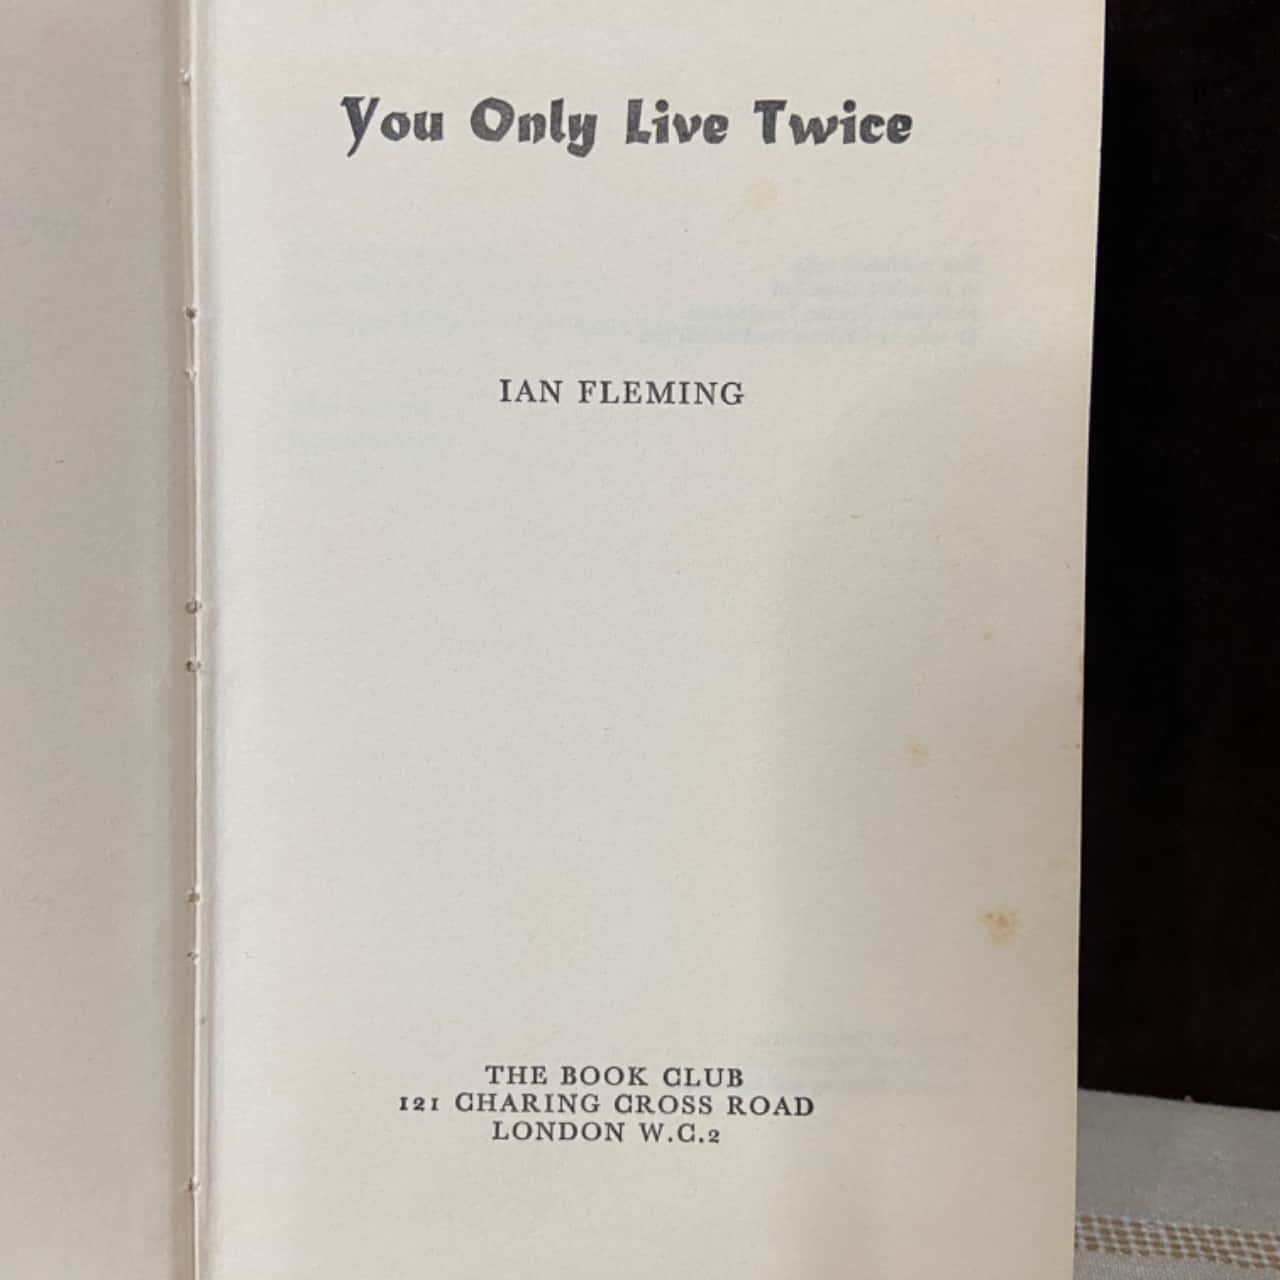 You Only Live Twice
IAN FLEMING
THE BOOK CLUB
121 CHARING CROSS ROAD
LONDON W.C.2